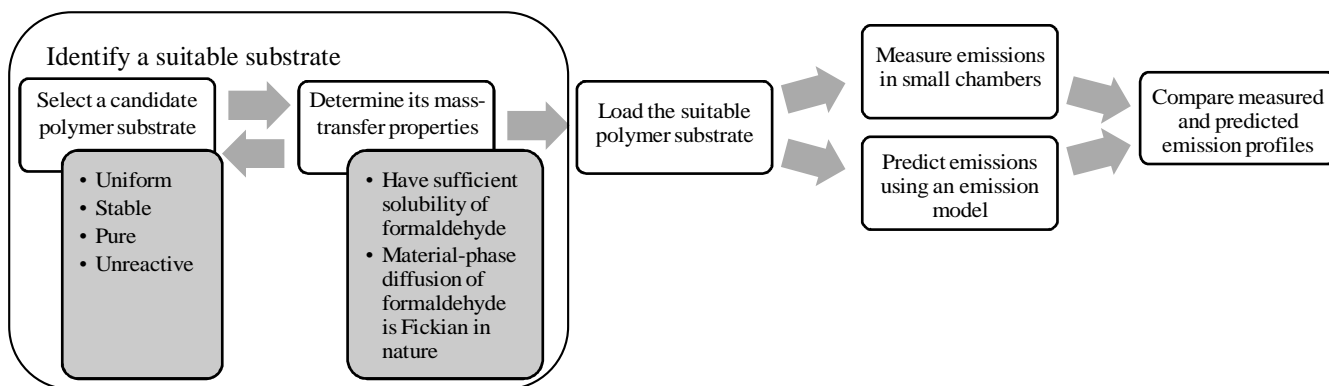 Identify a suitable substrate
Select a candidate
polymer substrate
• Uniform
• Stable
• Pure
• Unreactive
Determine its mass-
transfer properties
• Have sufficient
solubility of
formaldehyde
• Material-phase
diffusion of
formaldehyde
is Fickian in
nature
Load the suitable
polymer substrate
Measure emissions
in small chambers
Predict emissions
using an emission
model
Compare measured
and predicted
emission profiles